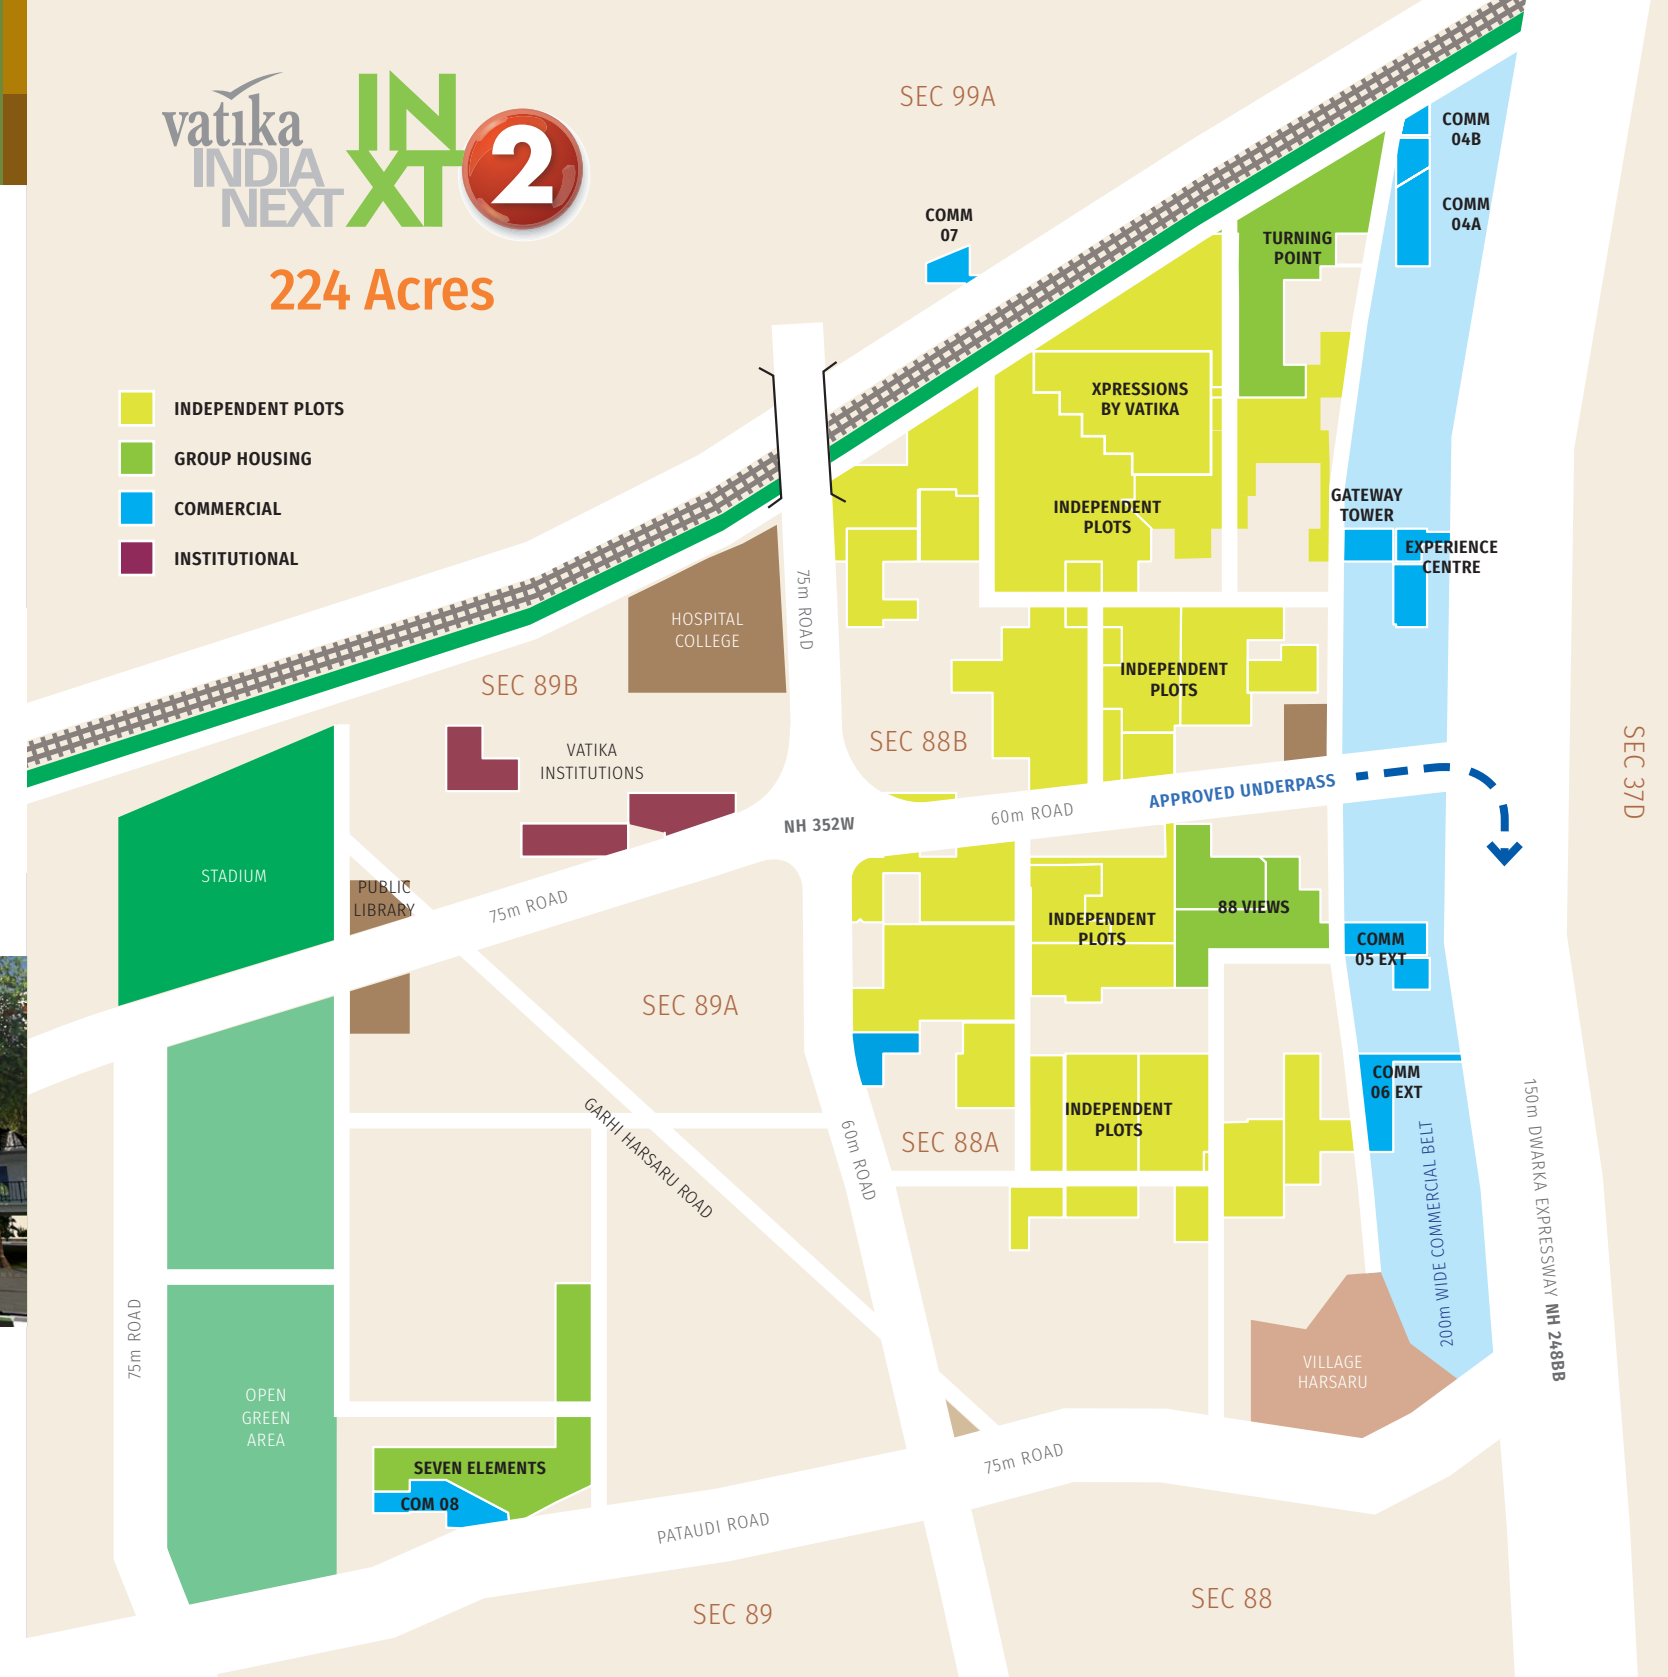 vatika
INDIA
NEXT
IN
XT
2
224 Acres
INDEPENDENT PLOTS
GROUP HOUSING
COMMERCIAL
INSTITUTIONAL
SEC 99A
COMM
07
COMM
04B
COMM
04A
TURNING
POINT
XPRESSIONS
BY VATIKA
INDEPENDENT
PLOTS
GATEWAY
TOWER
EXPERIENCE
CENTRE
HOSPITAL
COLLEGE
75m ROAD
SEC 89B
INDEPENDENT
PLOTS
SEC 88B
VATIKA
INSTITUTIONS
SEC 37D
APPROVED UNDERPASS
60m ROAD
NH 352W
STADIUM
PUBLIC
LIBRARY
75m ROAD
INDEPENDENT
PLOTS
88 VIEWS
COMM
05 EXT
SEC 89A
COMM
06 EXT
INDEPENDENT
PLOTS
SEC 88A
60m ROAD
GARHI HARSARU ROAD
200m WIDE COMMERCIAL BELT
150m DWARKA EXPRESSWAY NH 248BB
75m ROAD
VILLAGE
HARSARU
OPEN
GREEN
AREA
SEVEN ELEMENTS
COM 08
75m ROAD
PATAUDI ROAD
SEC 89
SEC 88